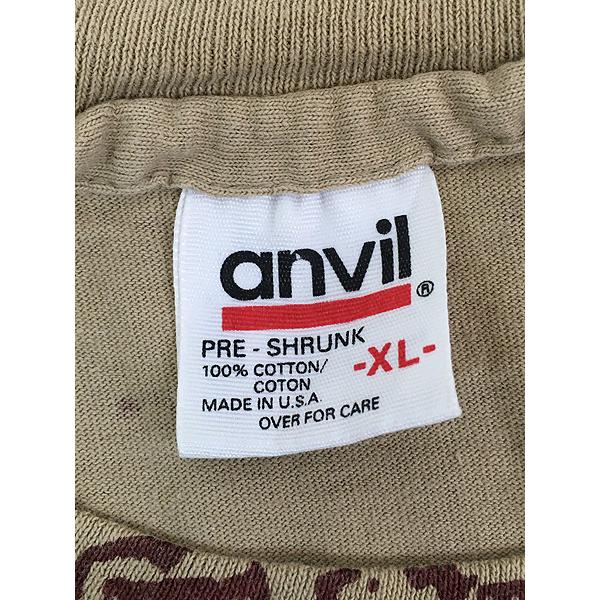 anvil®
PRE - SHRUNK
100% COTTON/
COTON
-XL-
MADE IN U.S.A.
OVER FOR CARE